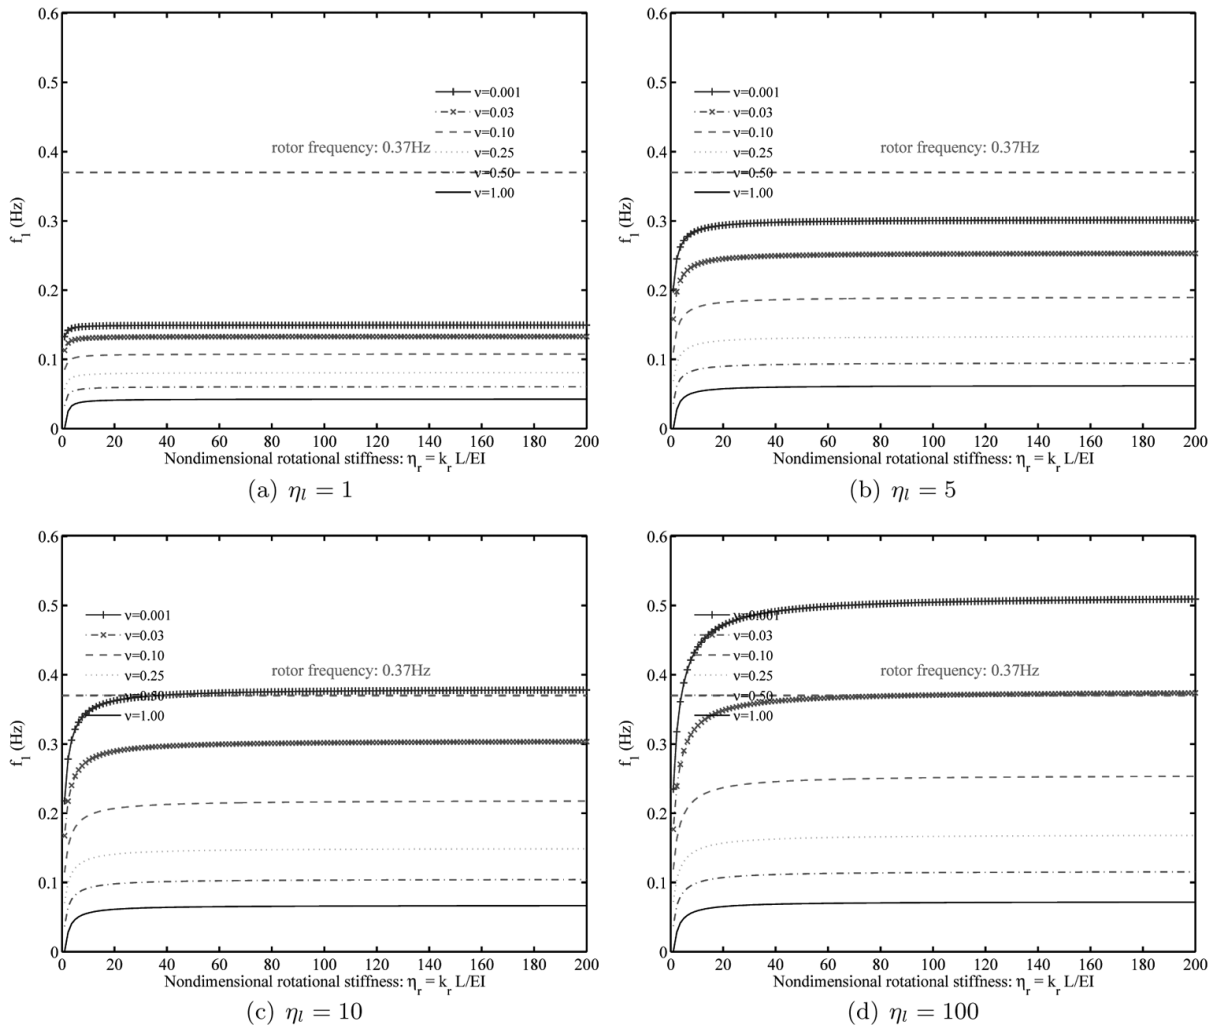 0.6
0.5
0.4
0.3
0.2
0.1
0
f1 (Hz)
ν=0.001
ν=0.03
ν=0.10
ν=0.25
ν=0.50
ν=1.00
rotor frequency: 0.37Hz
0 20 40 60 80 100 120 140 160 180 200
Nondimensional rotational stiffness: ηr = kr L/EI
(a) ηl = 1
0.6
0.5
0.4
0.3
0.2
0.1
0
f1 (Hz)
ν=0.001
ν=0.03
ν=0.10
ν=0.25
ν=0.50
ν=1.00
rotor frequency: 0.37Hz
0 20 40 60 80 100 120 140 160 180 200
Nondimensional rotational stiffness: ηr = kr L/EI
(b) ηl = 5
0.6
0.5
0.4
0.3
0.2
0.1
0
f1 (Hz)
ν=0.001
ν=0.03
ν=0.10
ν=0.25
ν=0.50
ν=1.00
rotor frequency: 0.37Hz
0 20 40 60 80 100 120 140 160 180 200
Nondimensional rotational stiffness: ηr = kr L/EI
(c) ηl = 10
0.6
0.5
0.4
0.3
0.2
0.1
0
f1 (Hz)
ν=0.001
ν=0.03
ν=0.10
ν=0.25
ν=0.50
ν=1.00
rotor frequency: 0.37Hz
0 20 40 60 80 100 120 140 160 180 200
Nondimensional rotational stiffness: ηr = kr L/EI
(d) ηl = 100